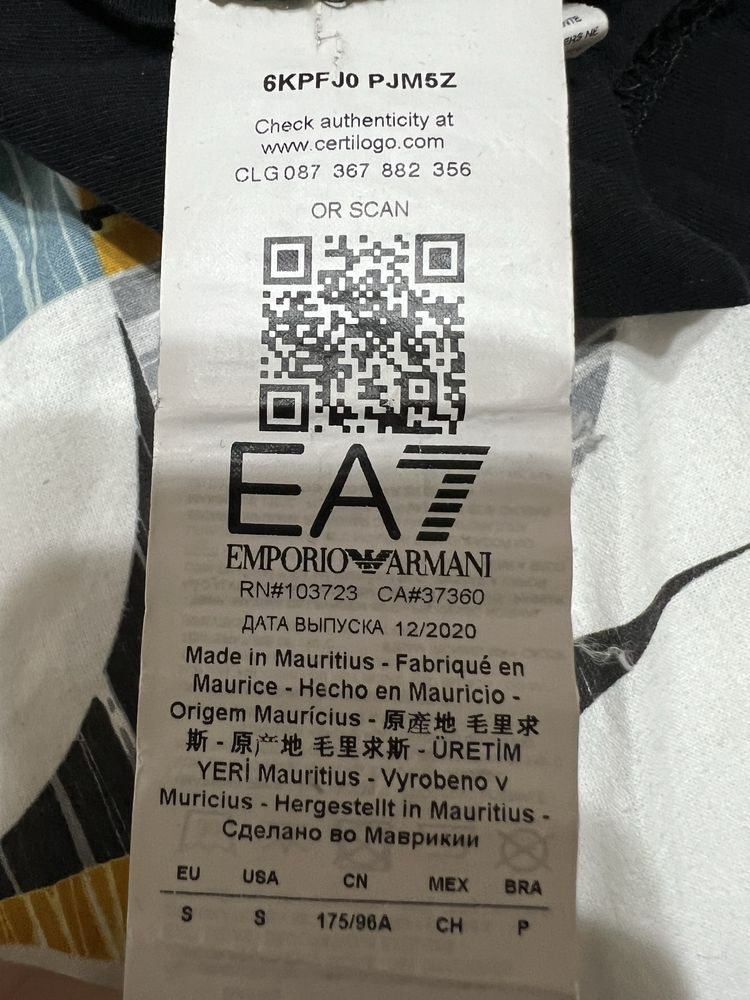 6KPFJ0 PJM5Z
Check authenticity at
www.certilogo.com
CLG 087 367 882 356
OR SCAN
EA7
EMPORIO ARMANI
RN#103723 CA#37360
ДАТА ВЫПУСКА 12/2020
Made in Mauritius - Fabriqué en
Maurice - Hecho en Mauricio -
Origem Maurícius - 原產地 毛里求
斯 - 原产地 毛里求斯 - ÜRETİM
YERİ Mauritius - Vyrobeno v
Muricius - Hergestellt in Mauritius -
Сделано во Маврикии
EU USA CN MEX BRA
S S 175/96A CH P